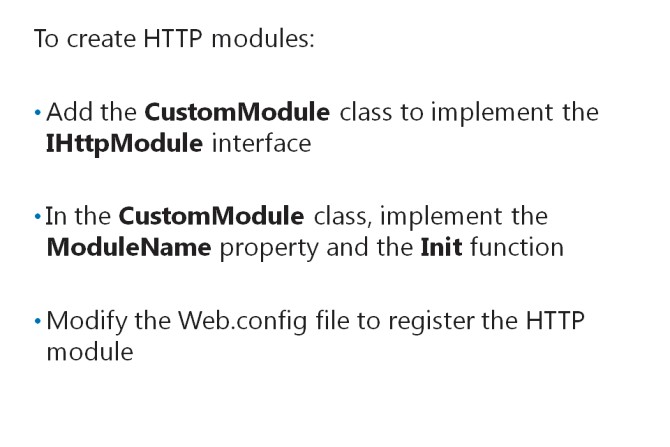 To create HTTP modules:
•Add the CustomModule class to implement the
IHttpModule interface
•In the CustomModule class, implement the
ModuleName property and the Init function
•Modify the Web.config file to register the HTTP
module